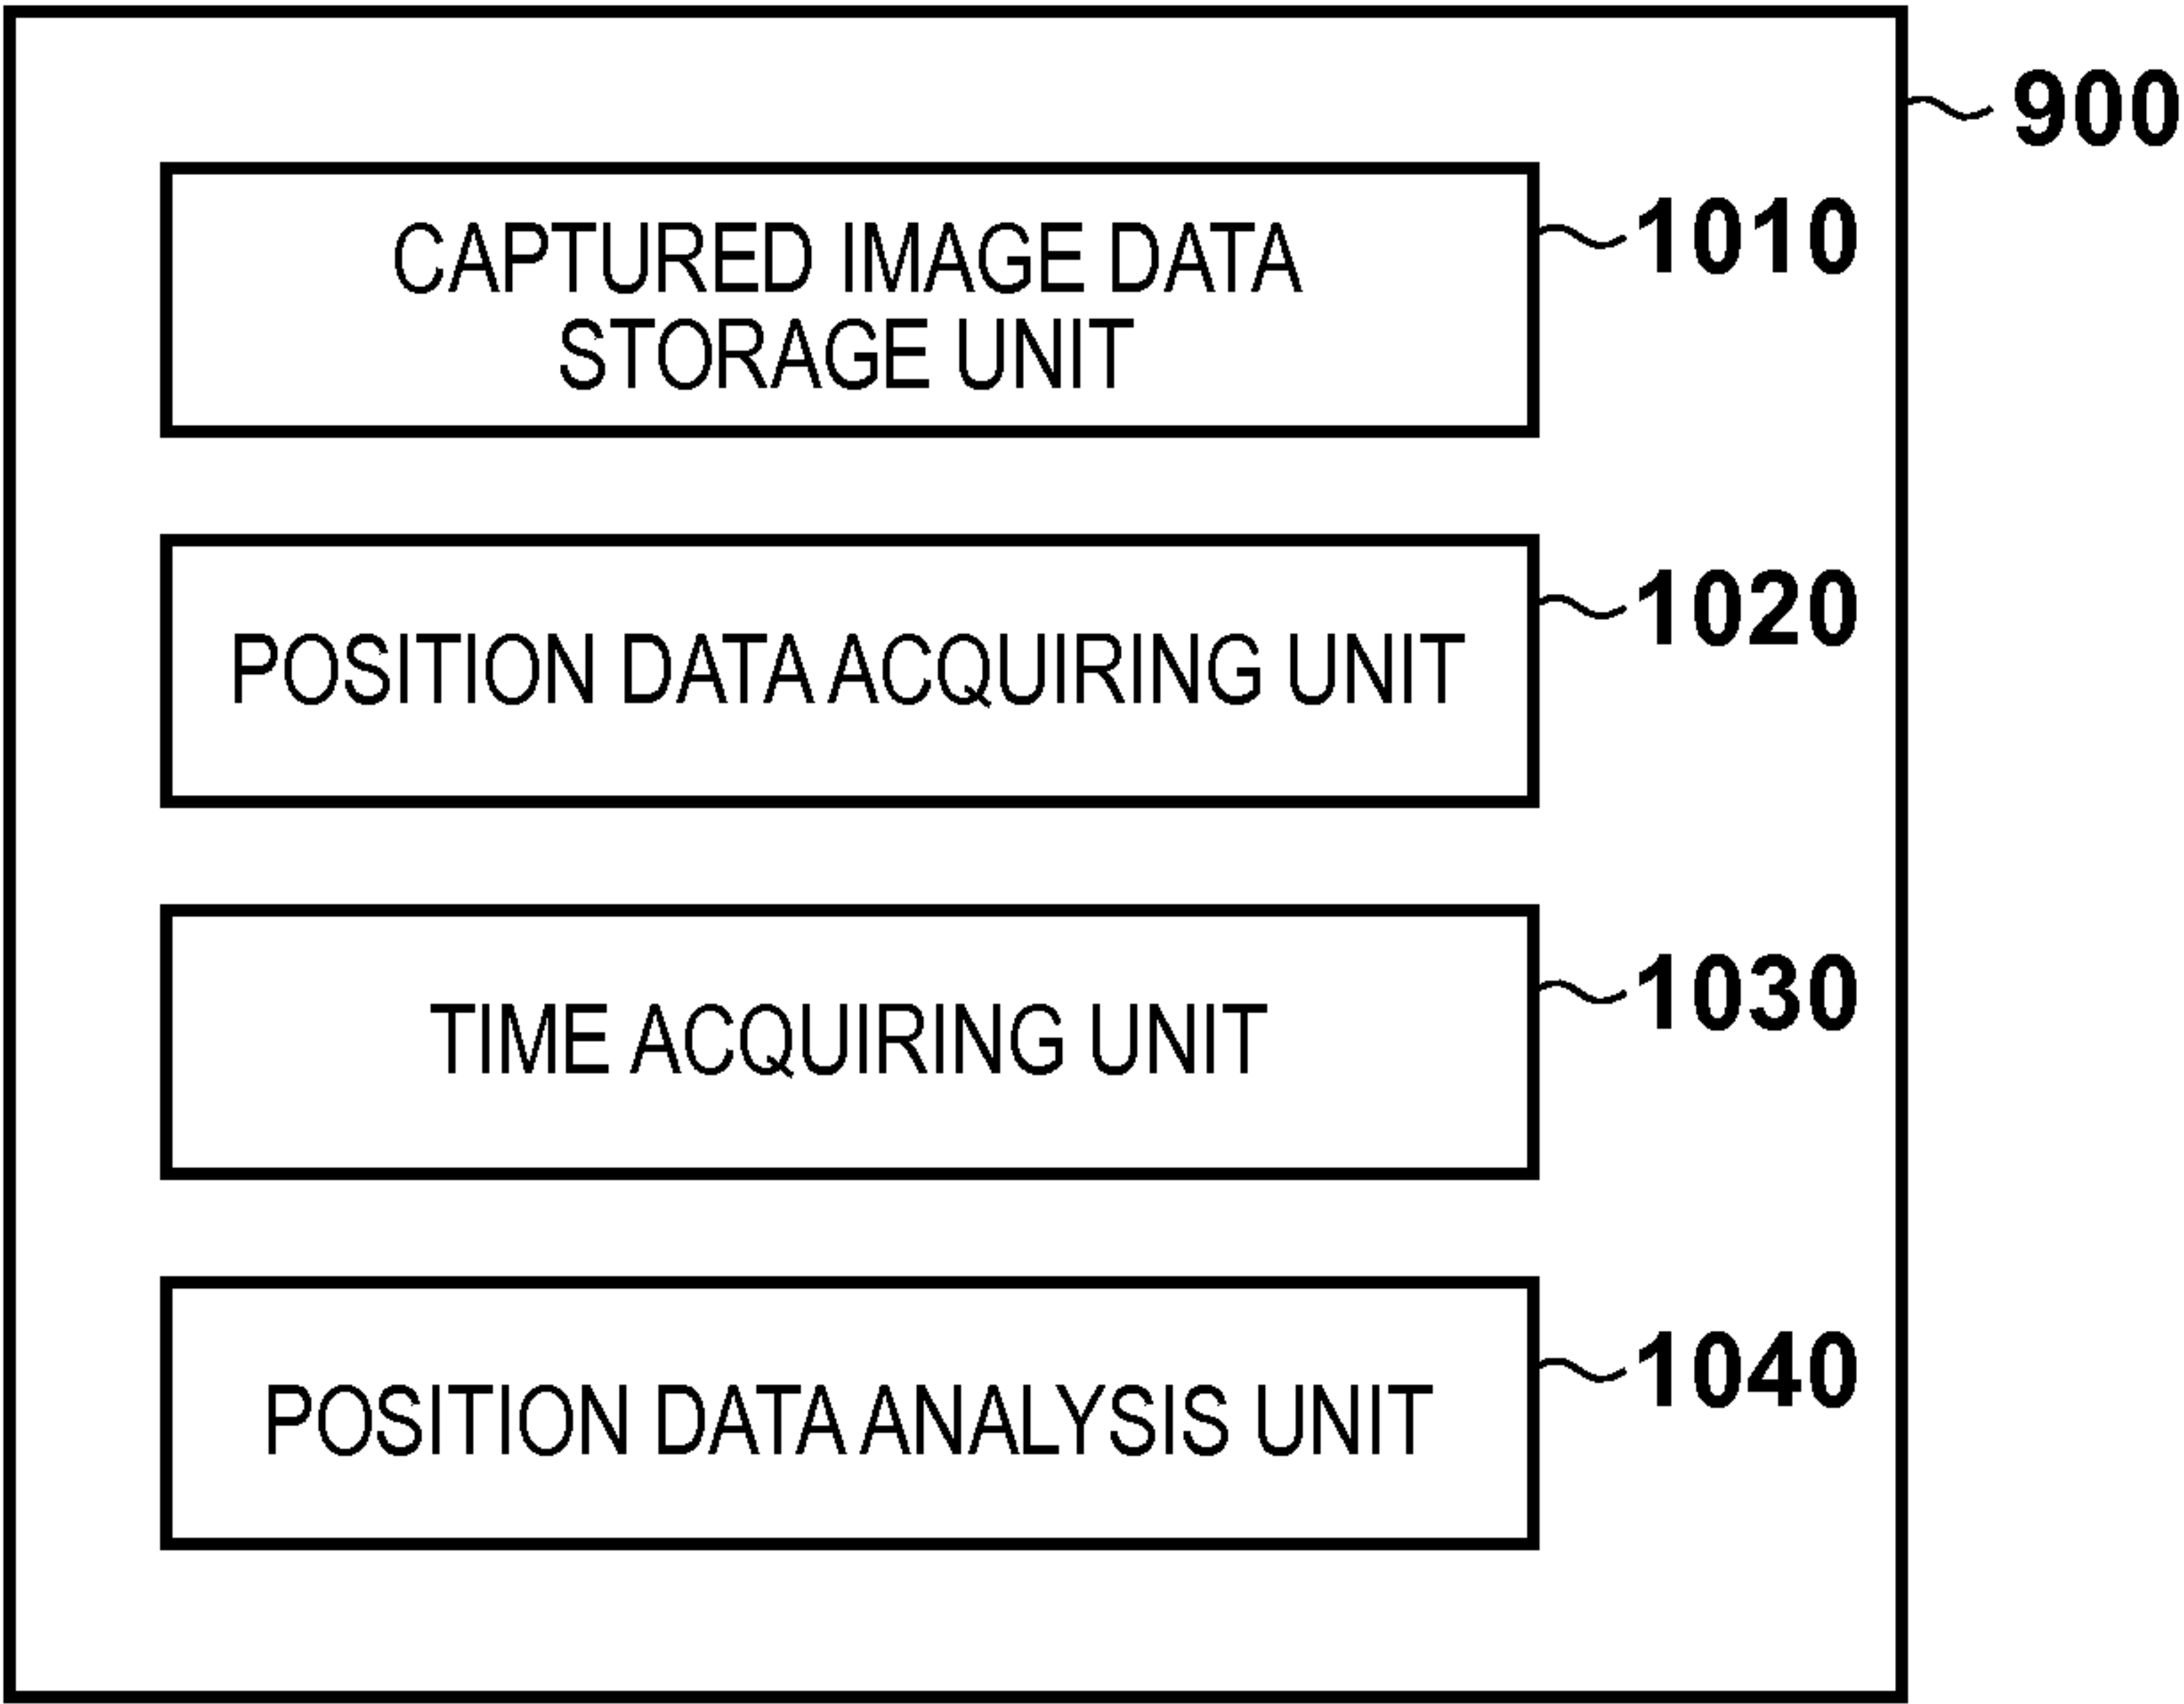 900
CAPTURED IMAGE DATA
STORAGE UNIT
1010
POSITION DATA ACQUIRING UNIT
1020
TIME ACQUIRING UNIT
1030
POSITION DATA ANALYSIS UNIT
1040